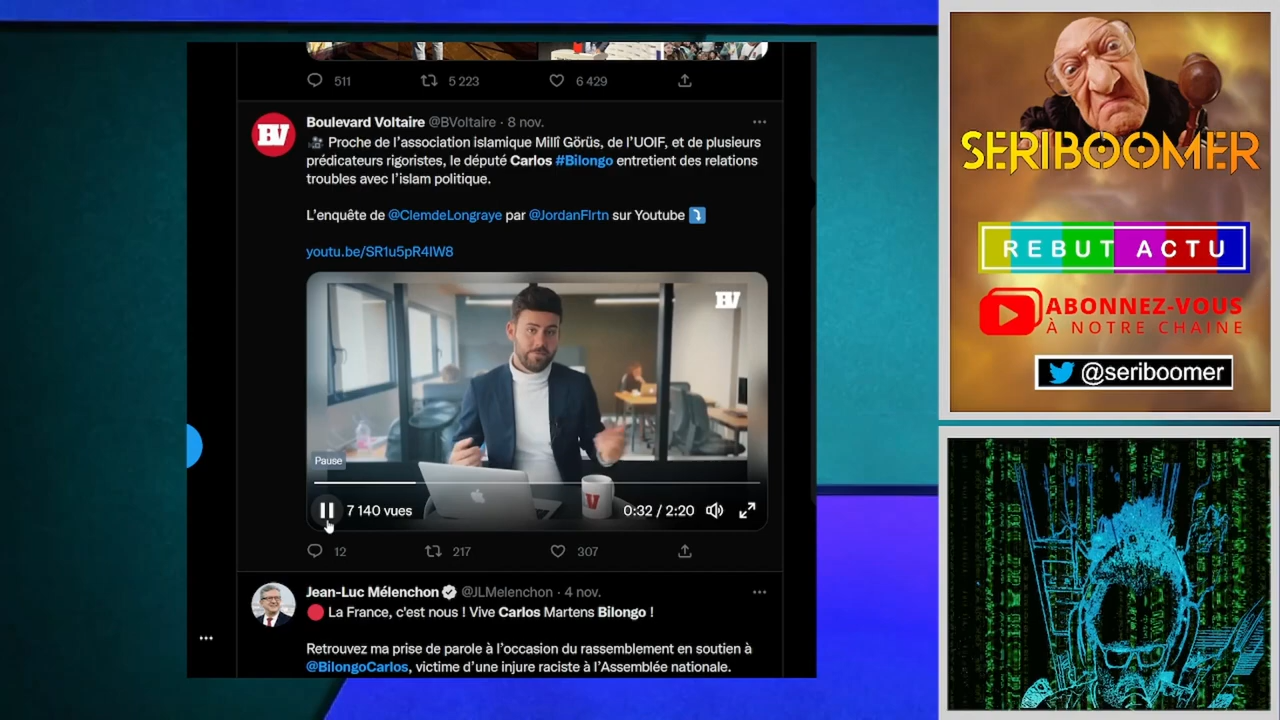 511 5 223 6 429
Boulevard Voltaire @BVoltaire · 8 nov.
Proche de l'association islamique Millî Görüs, de l'UOIF, et de plusieurs
prédicateurs rigoristes, le député Carlos #Bilongo entretient des relations
troubles avec l'islam politique.
L'enquête de @ClemdeLongraye par @JordanFlrtn sur Youtube
youtu.be/SR1u5pR4IW8
BV
BV
Pause
7 140 vues 0:32 / 2:20
12 217 307
Jean-Luc Mélenchon @JLMelenchon · 4 nov.
La France, c'est nous ! Vive Carlos Martens Bilongo !
Retrouvez ma prise de parole à l'occasion du rassemblement en soutien à
@BilongoCarlos, victime d'une injure raciste à l'Assemblée nationale.
SERIBOOMER
REBUT ACTU
ABONNEZ-VOUS
À NOTRE CHAINE
@seriboomer